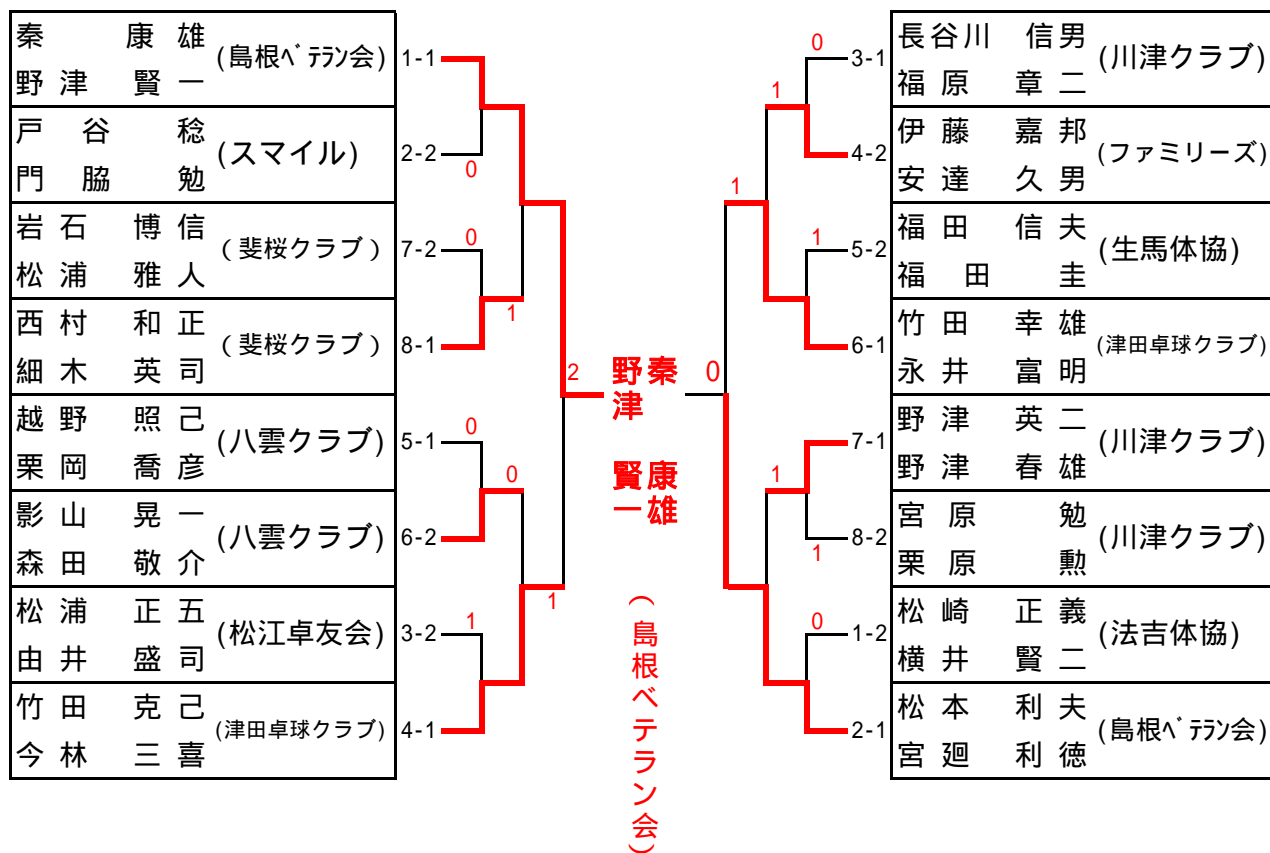 秦 康雄
野津 賢一
(島根ベテラン会)
1-1
戸谷 稔
門脇 勉
(スマイル)
2-2
0
岩石 博信
松浦 雅人
(斐桜クラブ)
7-2
0
西村 和正
細木 英司
(斐桜クラブ)
8-1
1
越野 照己
栗岡 喬彦
(八雲クラブ)
5-1
0
影山 晃一
森田 敬介
(八雲クラブ)
6-2
0
松浦 正五
由井 盛司
(松江卓友会)
3-2
1
1
竹田 克己
今林 三喜
(津田卓球クラブ)
4-1
2
秦 康雄
野津 賢一
(島根ベテラン会)
0
長谷川 信男
福原 章二
(川津クラブ)
3-1
0
1
伊藤 嘉邦
安達 久男
(ファミリーズ)
4-2
1
福田 信夫
福田 圭
(生馬体協)
5-2
1
竹田 幸雄
永井 富明
(津田卓球クラブ)
6-1
野津 英二
野津 春雄
(川津クラブ)
7-1
1
宮原 勉
栗原 勲
(川津クラブ)
8-2
1
松崎 正義
横井 賢二
(法吉体協)
1-2
0
松本 利夫
宮廻 利徳
(島根ベテラン会)
2-1